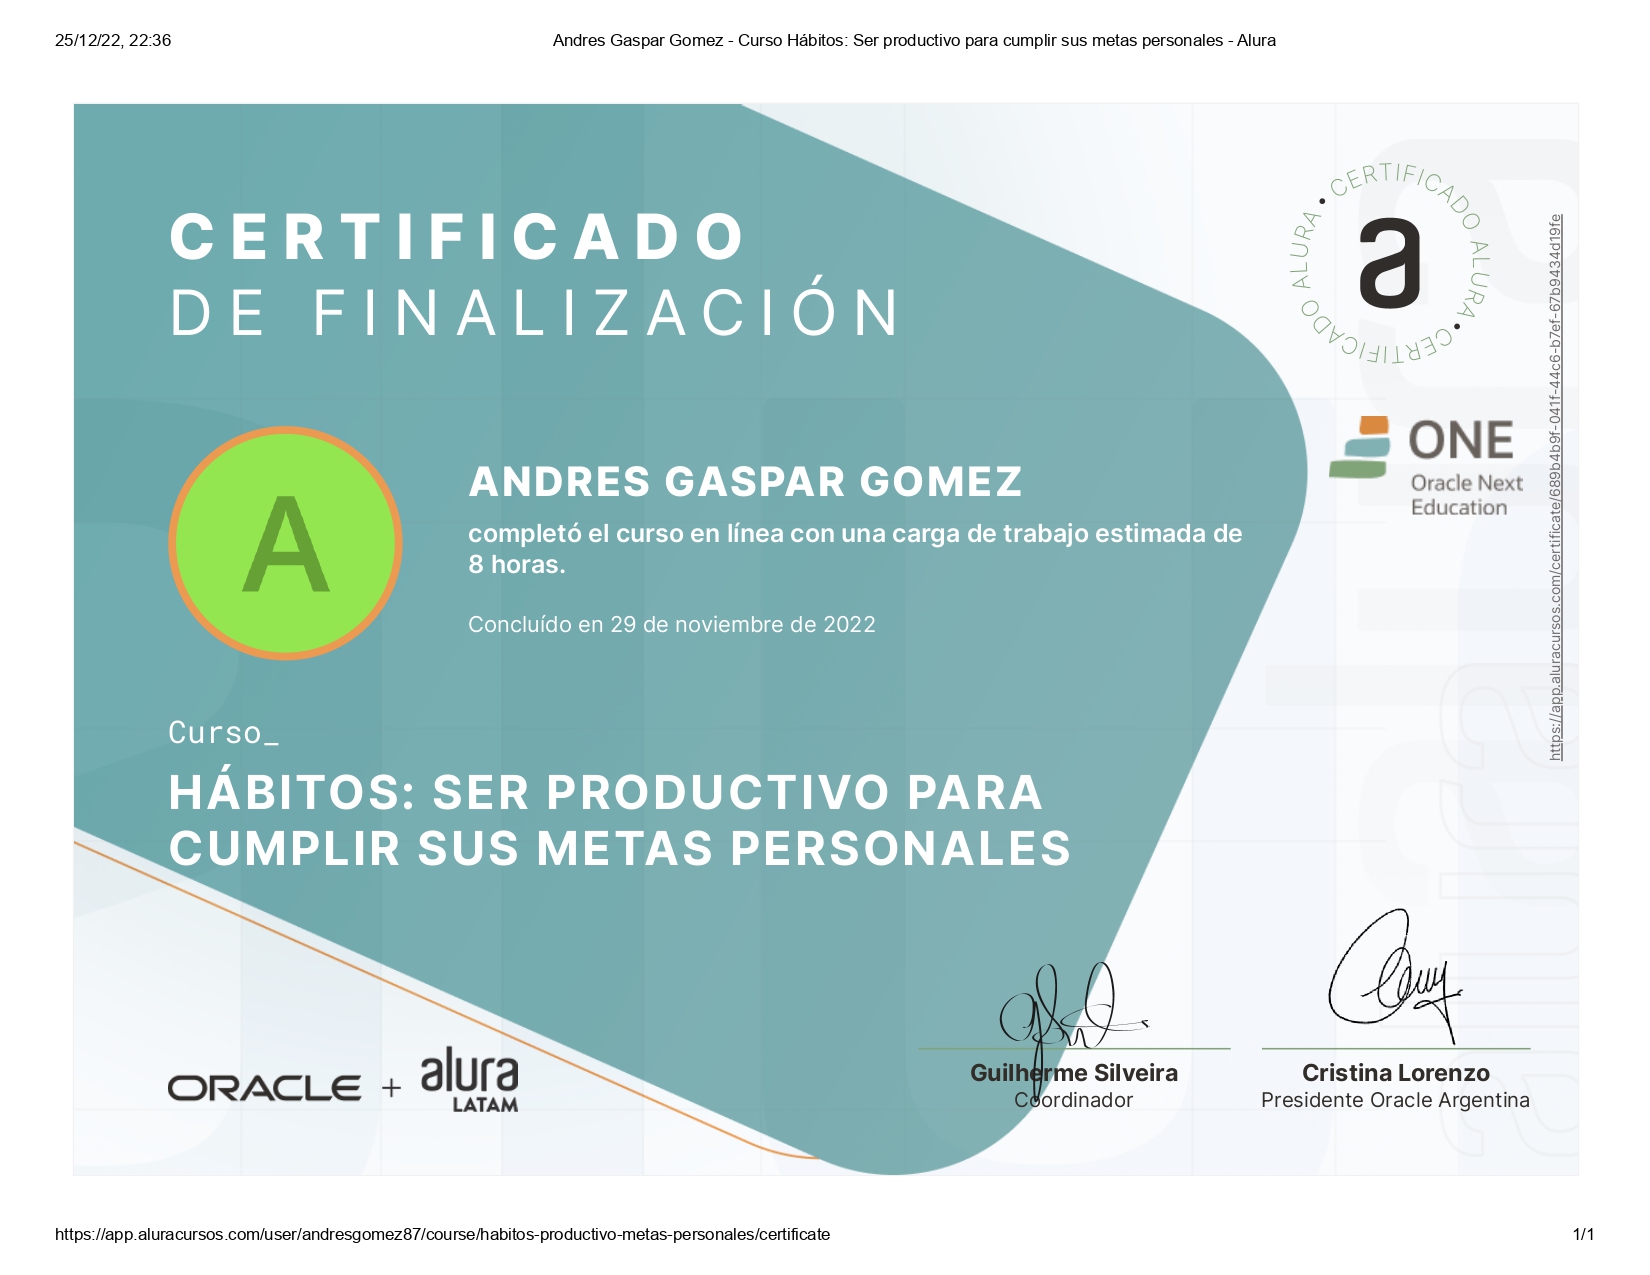 25/12/22, 22:36
Andres Gaspar Gomez - Curso Hábitos: Ser productivo para cumplir sus metas personales - Alura
CERTIFICADO
DE FINALIZACIÓN
CERTIFICADO ALURA • CERTIFICADO ALURA •
a
ONE
Oracle Next
Education
https://app.aluracursos.com/certificate/689b4b9f-041f-44c6-b7ef-67b9434d19fe
A
ANDRES GASPAR GOMEZ
completó el curso en línea con una carga de trabajo estimada de
8 horas.
Concluído en 29 de noviembre de 2022
Curso_
HÁBITOS: SER PRODUCTIVO PARA
CUMPLIR SUS METAS PERSONALES
ORACLE + alura
LATAM
Guilherme Silveira
Coordinador
Cristina Lorenzo
Presidente Oracle Argentina
https://app.aluracursos.com/user/andresgomez87/course/habitos-productivo-metas-personales/certificate
1/1